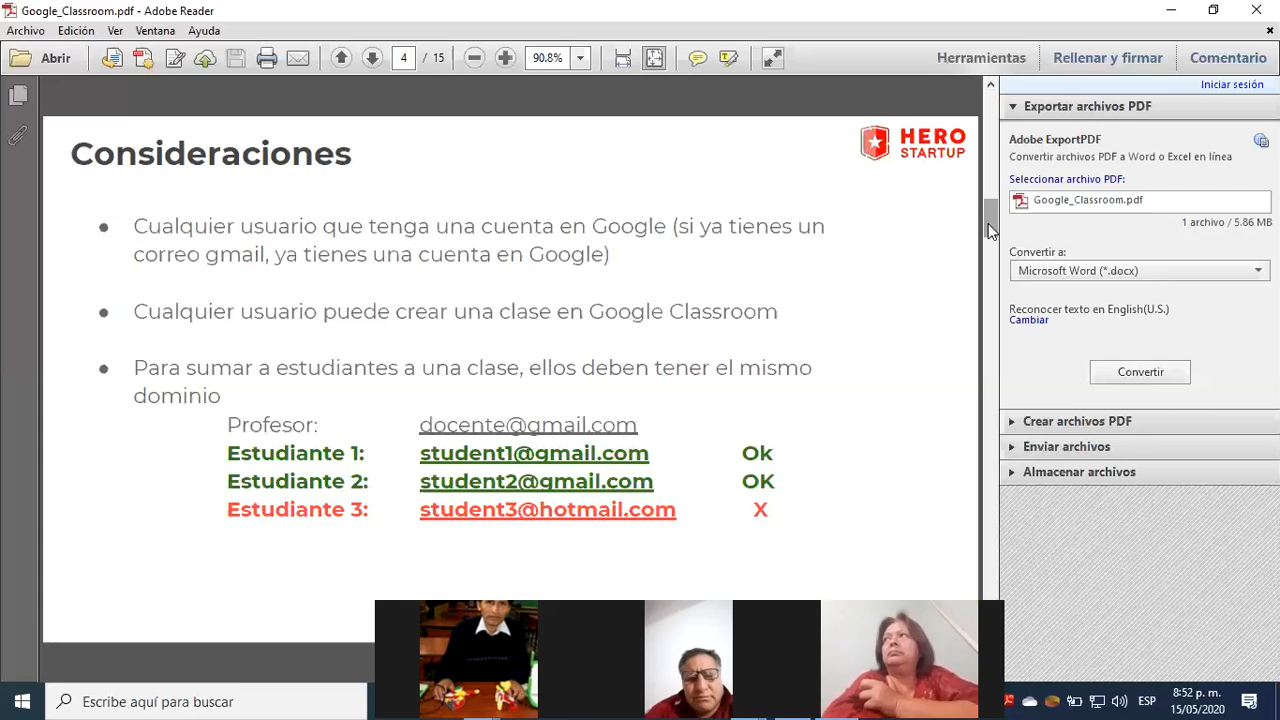 Google_Classroom.pdf - Adobe Reader
Archivo Edición Ver Ventana Ayuda
Abrir 4 / 15 90.8% Herramientas Rellenar y firmar Comentario
Iniciar sesión
Exportar archivos PDF
Adobe ExportPDF
Convertir archivos PDF a Word o Excel en línea
Seleccionar archivo PDF:
Google_Classroom.pdf
1 archivo / 5.86 MB
Convertir a:
Microsoft Word (*.docx)
Reconocer texto en English(U.S.)
Cambiar
Convertir
Crear archivos PDF
Enviar archivos
Almacenar archivos
Consideraciones
HERO
STARTUP
Cualquier usuario que tenga una cuenta en Google (si ya tienes un
correo gmail, ya tienes una cuenta en Google)
Cualquier usuario puede crear una clase en Google Classroom
Para sumar a estudiantes a una clase, ellos deben tener el mismo
dominio
Profesor: docente@gmail.com
Estudiante 1: student1@gmail.com Ok
Estudiante 2: student2@gmail.com OK
Estudiante 3: student3@hotmail.com X
Escribe aquí para buscar
ESP
8:52 p. m.
15/05/2020